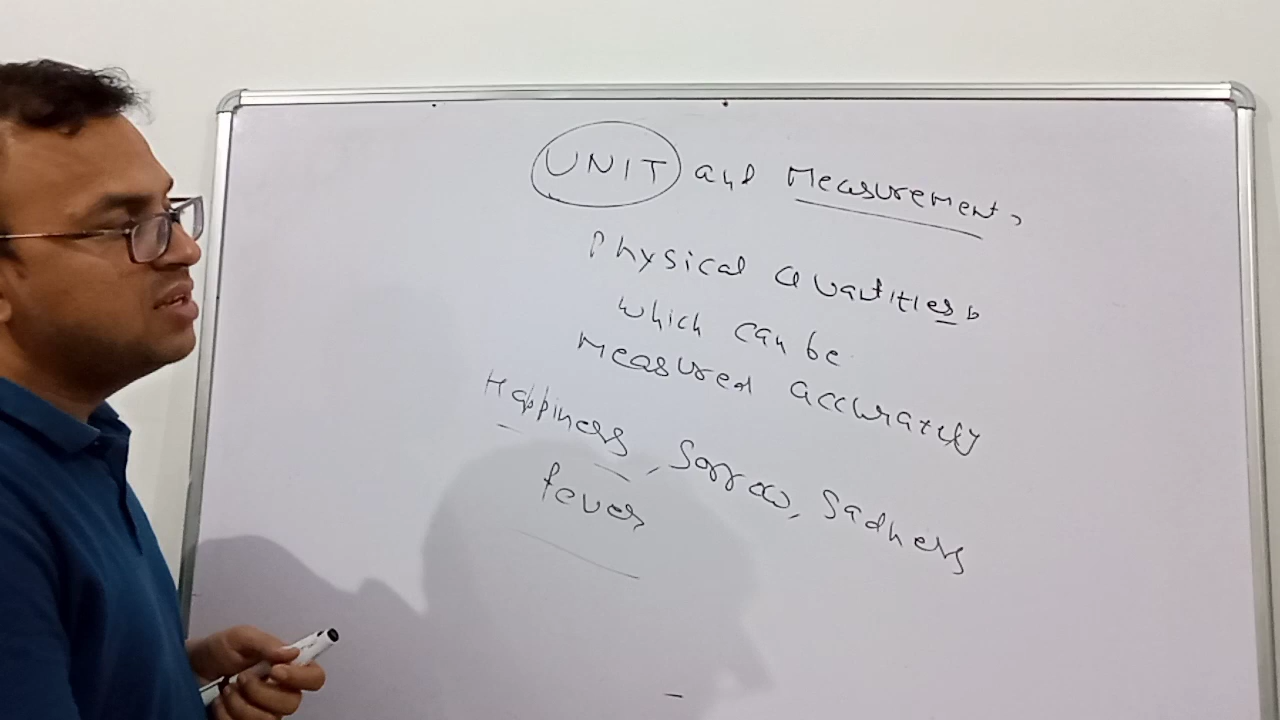 UNIT and Measurement,
Physical Quantities
which can be
Measured accurately
Happiness, Sorrow, Sadness
fever